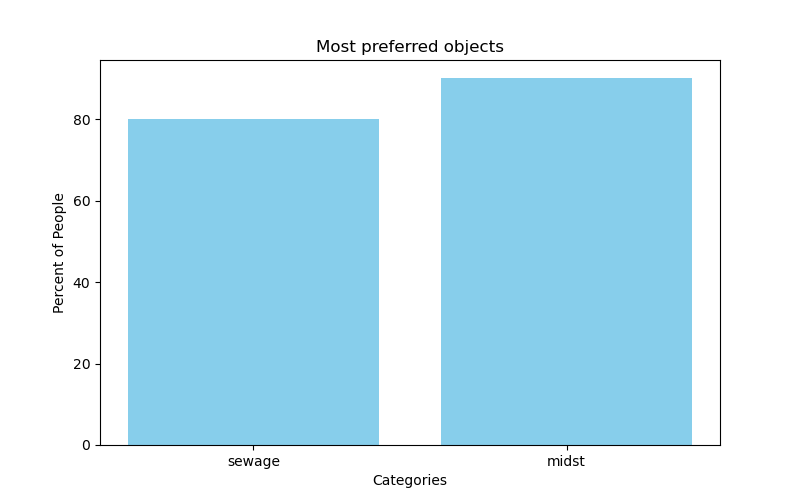 Most preferred objects
Percent of People
80
60
40
20
0
sewage midst
Categories